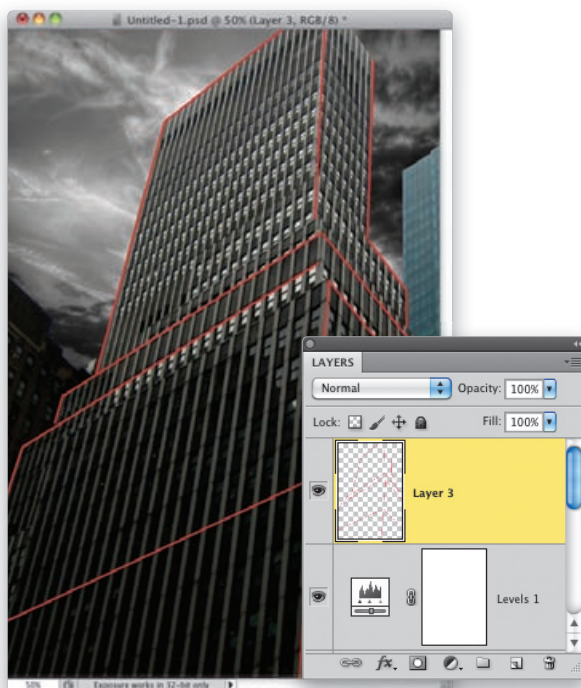 Untitled-1.psd @ 50% (Layer 3, RGB/8) *
LAYERS
Normal
Opacity: 100%
Lock:
Fill: 100%
Layer 3
Levels 1
fx
50%
Exposure works in 32-bit only